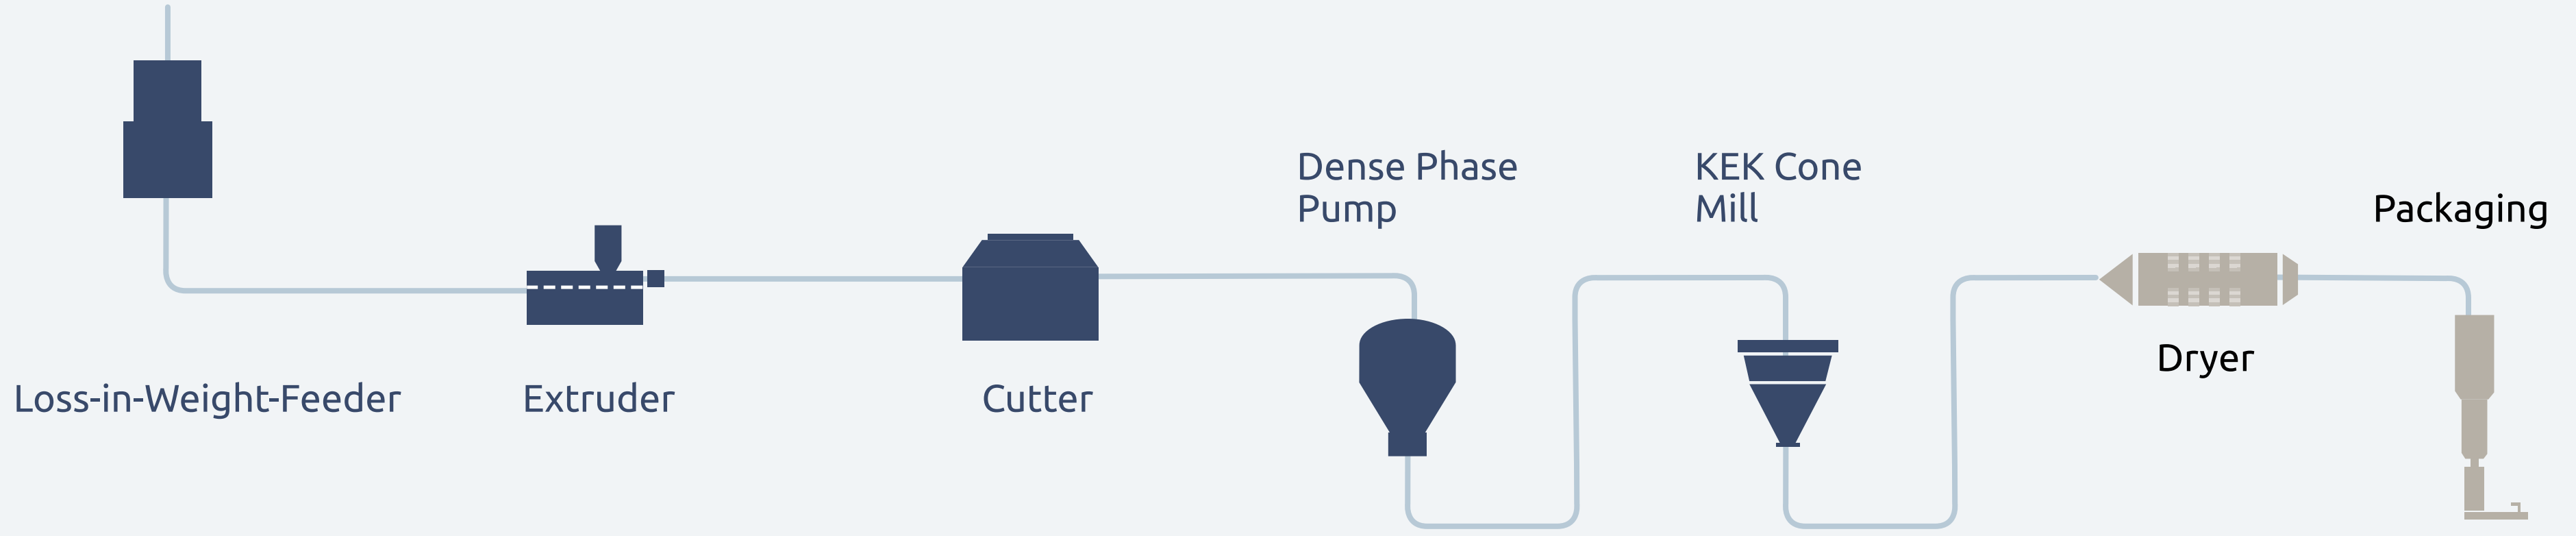 Loss-in-Weight-Feeder
Extruder
Cutter
Dense Phase
Pump
KEK Cone
Mill
Dryer
Packaging